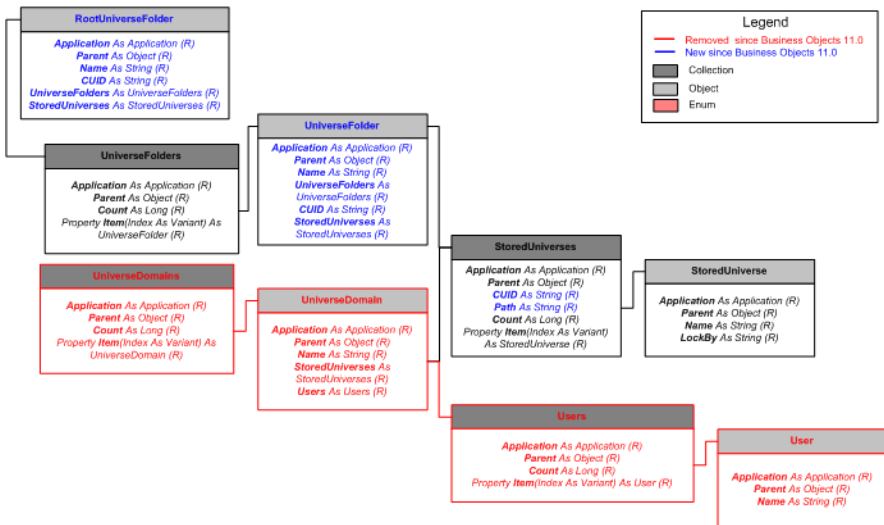 RootUniverseFolder
Application As Application (R)
Parent As Object (R)
Name As String (R)
CUID As String (R)
UniverseFolders As UniverseFolders (R)
StoredUniverses As StoredUniverses (R)
Legend
Removed since Business Objects 11.0
New since Business Objects 11.0
Collection
Object
Enum
UniverseFolders
Application As Application (R)
Parent As Object (R)
Count As Long (R)
Property Item(Index As Variant) As
UniverseFolder (R)
UniverseFolder
Application As Application (R)
Parent As Object (R)
Name As String (R)
UniverseFolders As
UniverseFolders (R)
CUID As String (R)
StoredUniverses As
StoredUniverses (R)
UniverseDomains
Application As Application (R)
Parent As Object (R)
Count As Long (R)
Property Item(Index As Variant) As
UniverseDomain (R)
UniverseDomain
Application As Application (R)
Parent As Object (R)
Name As String (R)
StoredUniverses As
StoredUniverses (R)
Users As Users (R)
StoredUniverses
Application As Application (R)
Parent As Object (R)
CUID As String (R)
Path As String (R)
Count As Long (R)
Property Item(Index As Variant)
As StoredUniverse (R)
StoredUniverse
Application As Application (R)
Parent As Object (R)
Name As String (R)
LockBy As String (R)
Users
Application As Application (R)
Parent As Object (R)
Count As Long (R)
Property Item(Index As Variant) As User (R)
User
Application As Application (R)
Parent As Object (R)
Name As String (R)